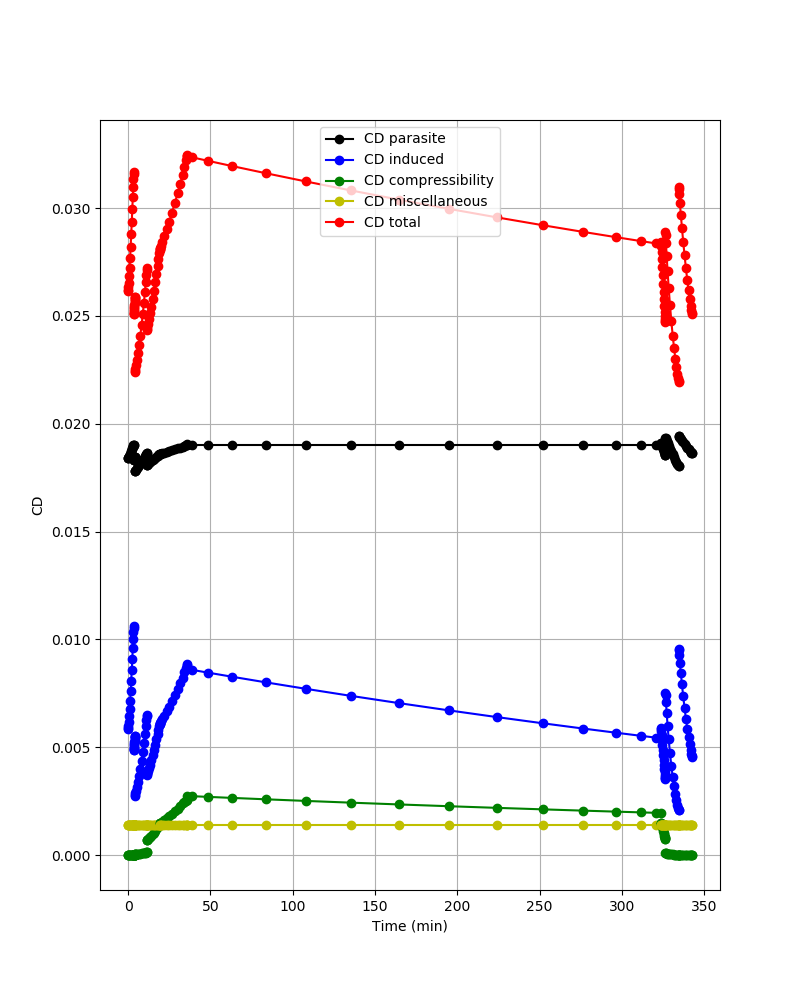 CD parasite
CD induced
CD compressibility
CD miscellaneous
CD total
0.030
0.025
0.020
0.015
0.010
0.005
0.000
CD
0 50 100 150 200 250 300 350
Time (min)